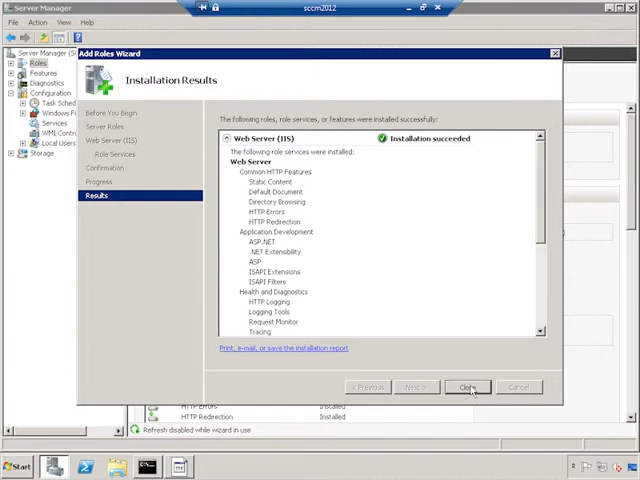 sccm2012
Server Manager
File Action View Help
Add Roles Wizard
Installation Results
Server Manager
Roles
Features
Diagnostics
Configuration
Task Sched
Windows Fi
Services
WMI Contr
Local Users
Storage
Before You Begin
Server Roles
Web Server (IIS)
Role Services
Confirmation
Progress
Results
The following roles, role services, or features were installed successfully:
Web Server (IIS) Installation succeeded
The following role services were installed:
Web Server
Common HTTP Features
Static Content
Default Document
Directory Browsing
HTTP Errors
HTTP Redirection
Application Development
ASP.NET
.NET Extensibility
ASP
ISAPI Extensions
ISAPI Filters
Health and Diagnostics
HTTP Logging
Logging Tools
Request Monitor
Tracing
Print, e-mail, or save the installation report
< Previous Next > Close Cancel
HTTP Errors Installed
HTTP Redirection Installed
Refresh disabled while wizard in use
Start